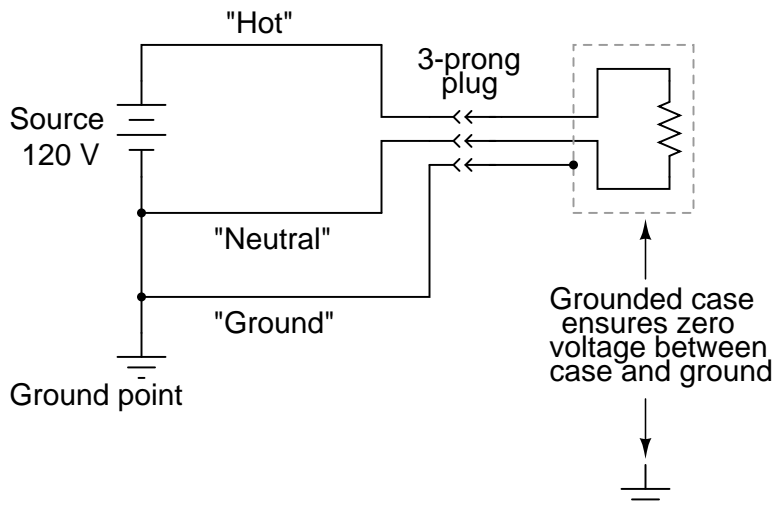 "Hot"
3-prong
plug
Source
120 V
"Neutral"
"Ground"
Ground point
Grounded case
ensures zero
voltage between
case and ground